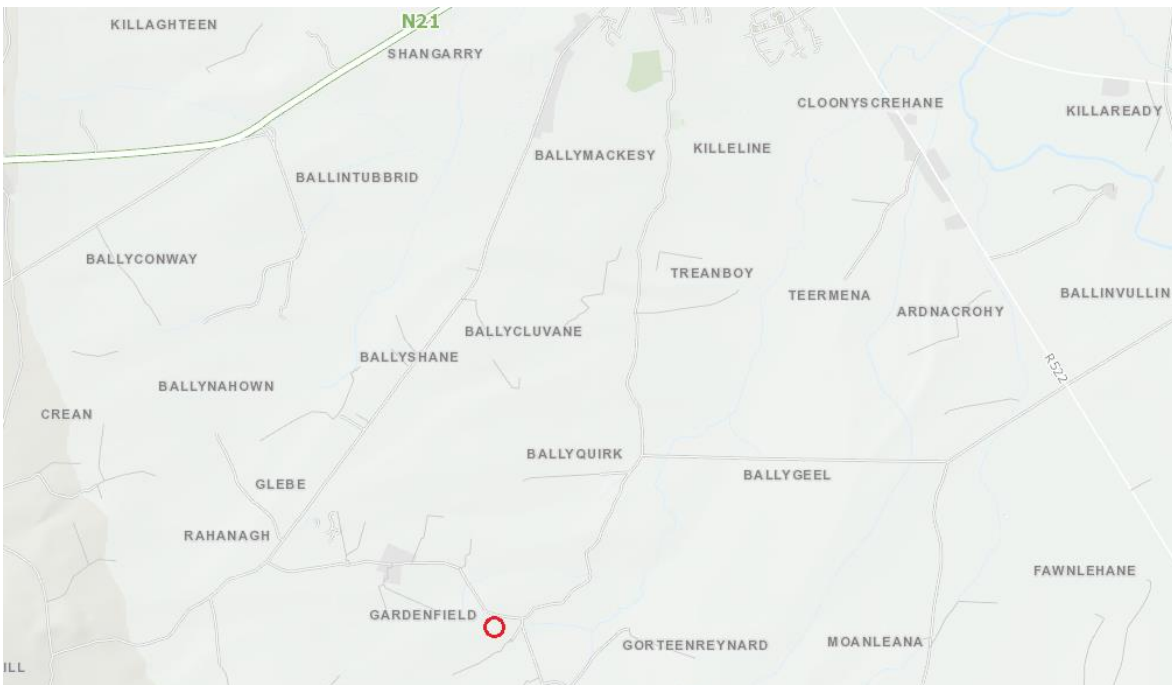 N21
KILLAGHTEEN
SHANGARRY
CLOONYSCREHANE
KILLAREADY
BALLYMACKESY
KILLELINE
BALLINTUBBRID
BALLYCONWAY
TREANBOY
TEERMENA
BALLINVULLIN
ARDNACROHY
BALLYCLUVANE
BALLYSHANE
R522
BALLYNAHOWN
CREAN
BALLYQUIRK
BALLYGEEL
GLEBE
RAHANAGH
FAWNLEHANE
GARDENFIELD
GORTEENREYNARD
MOANLEANA
ILL